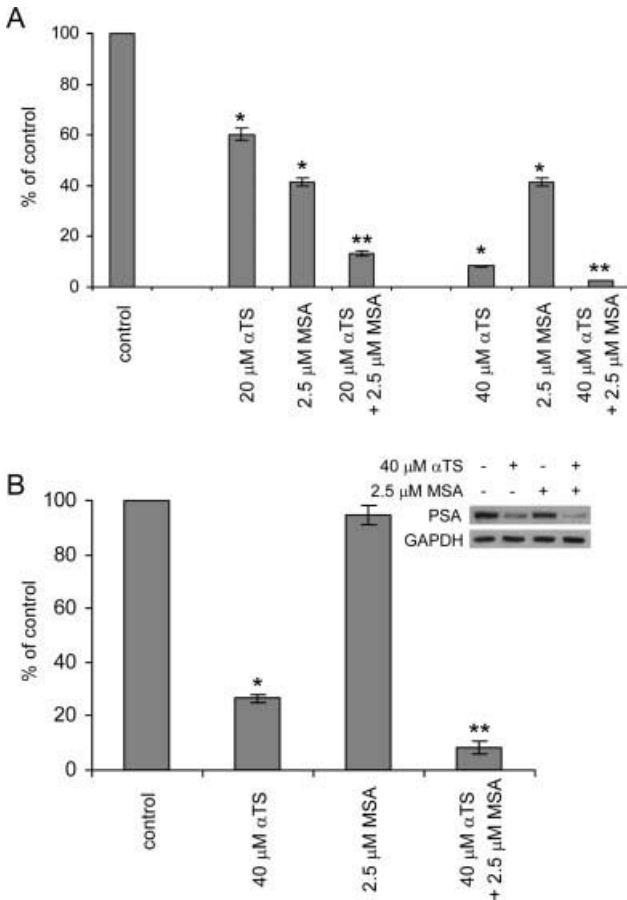 A
% of control
100
80
60
40
20
0
*
*
**
*
*
**
control
20 μM αTS
2.5 μM MSA
20 μM αTS
+ 2.5 μM MSA
40 μM αTS
2.5 μM MSA
40 μM αTS
+ 2.5 μM MSA
B
40 μM αTS - + - +
2.5 μM MSA - - + +
PSA
GAPDH
% of control
100
80
60
40
20
0
*
**
control
40 μM αTS
2.5 μM MSA
40 μM αTS
+ 2.5 μM MSA